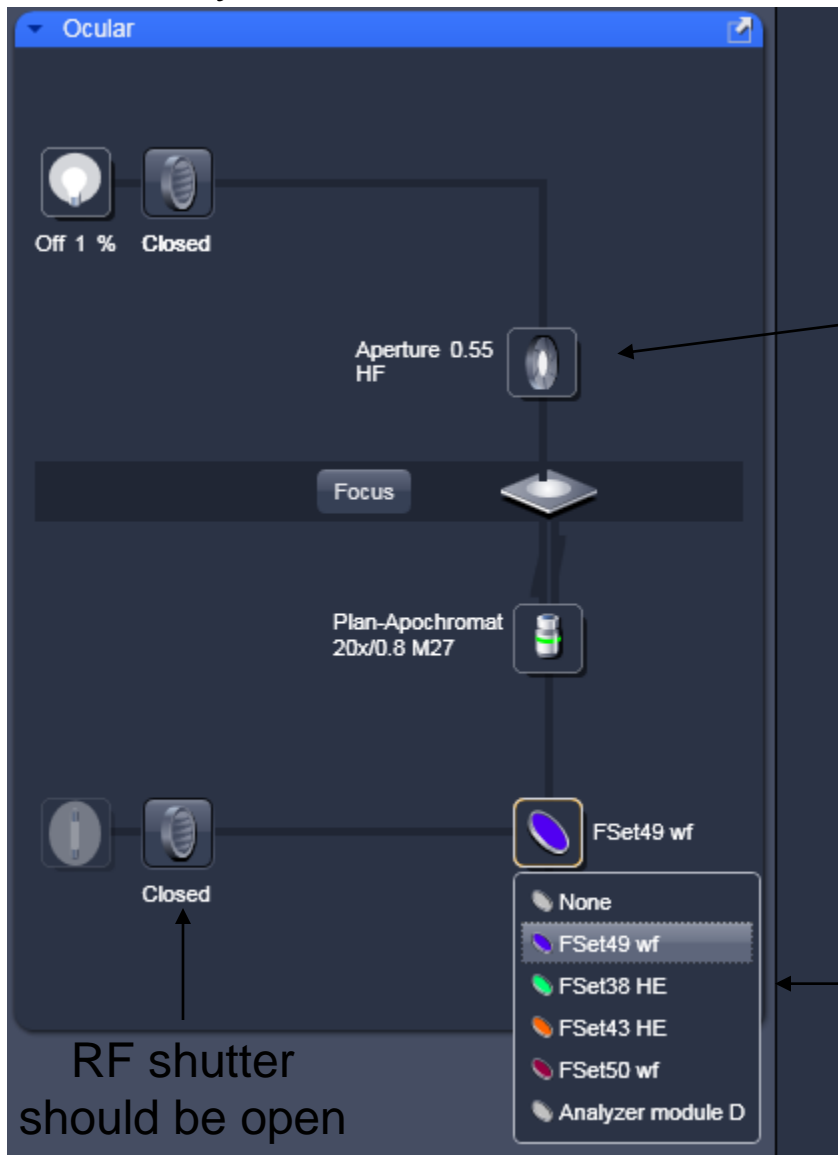 Ocular
Off 1 % Closed
Aperture 0.55
HF
Focus
Plan-Apochromat
20x/0.8 M27
FSet49 wf
Closed
None
FSet49 wf
FSet38 HE
FSet43 HE
FSet50 wf
Analyzer module D
RF shutter
should be open